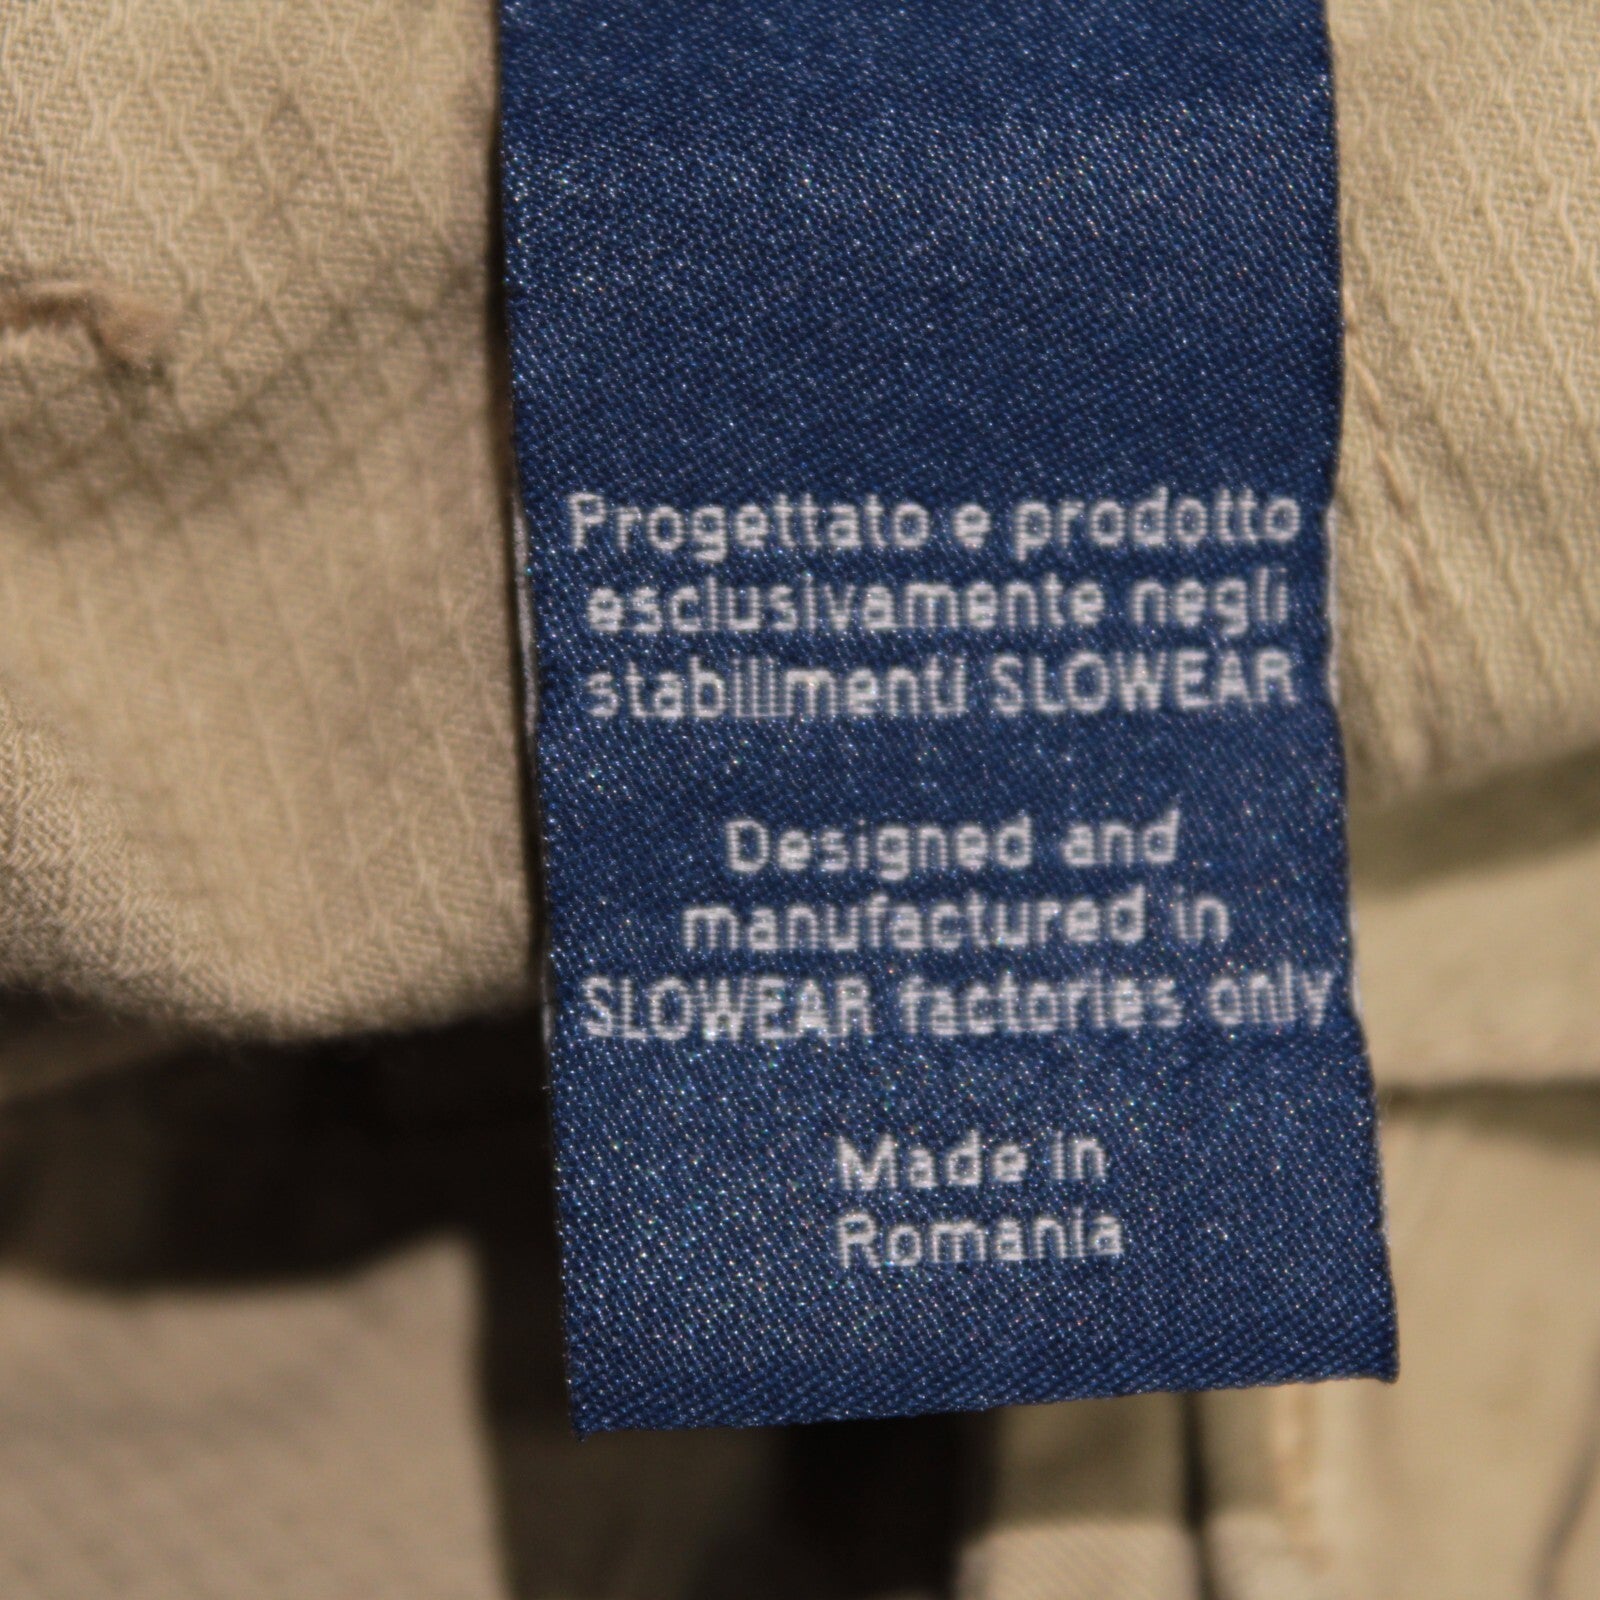 Progettato e prodotto
esclusivamente negli
stabilimenti SLOWEAR
Designed and
manufactured in
SLOWEAR factories only
Made in
Romania